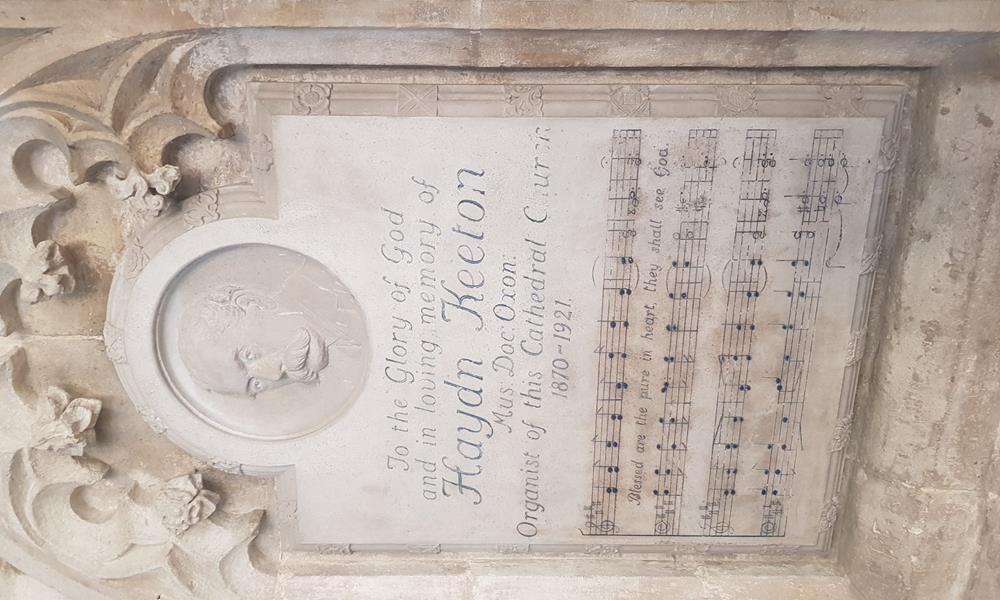 To the Glory of God
and in loving memory of
Haydn Keeton
Mus. Doc. Oxon.
Organist of this Cathedral Church
1870-1921.
Blessed are the pure in heart, they shall see God.